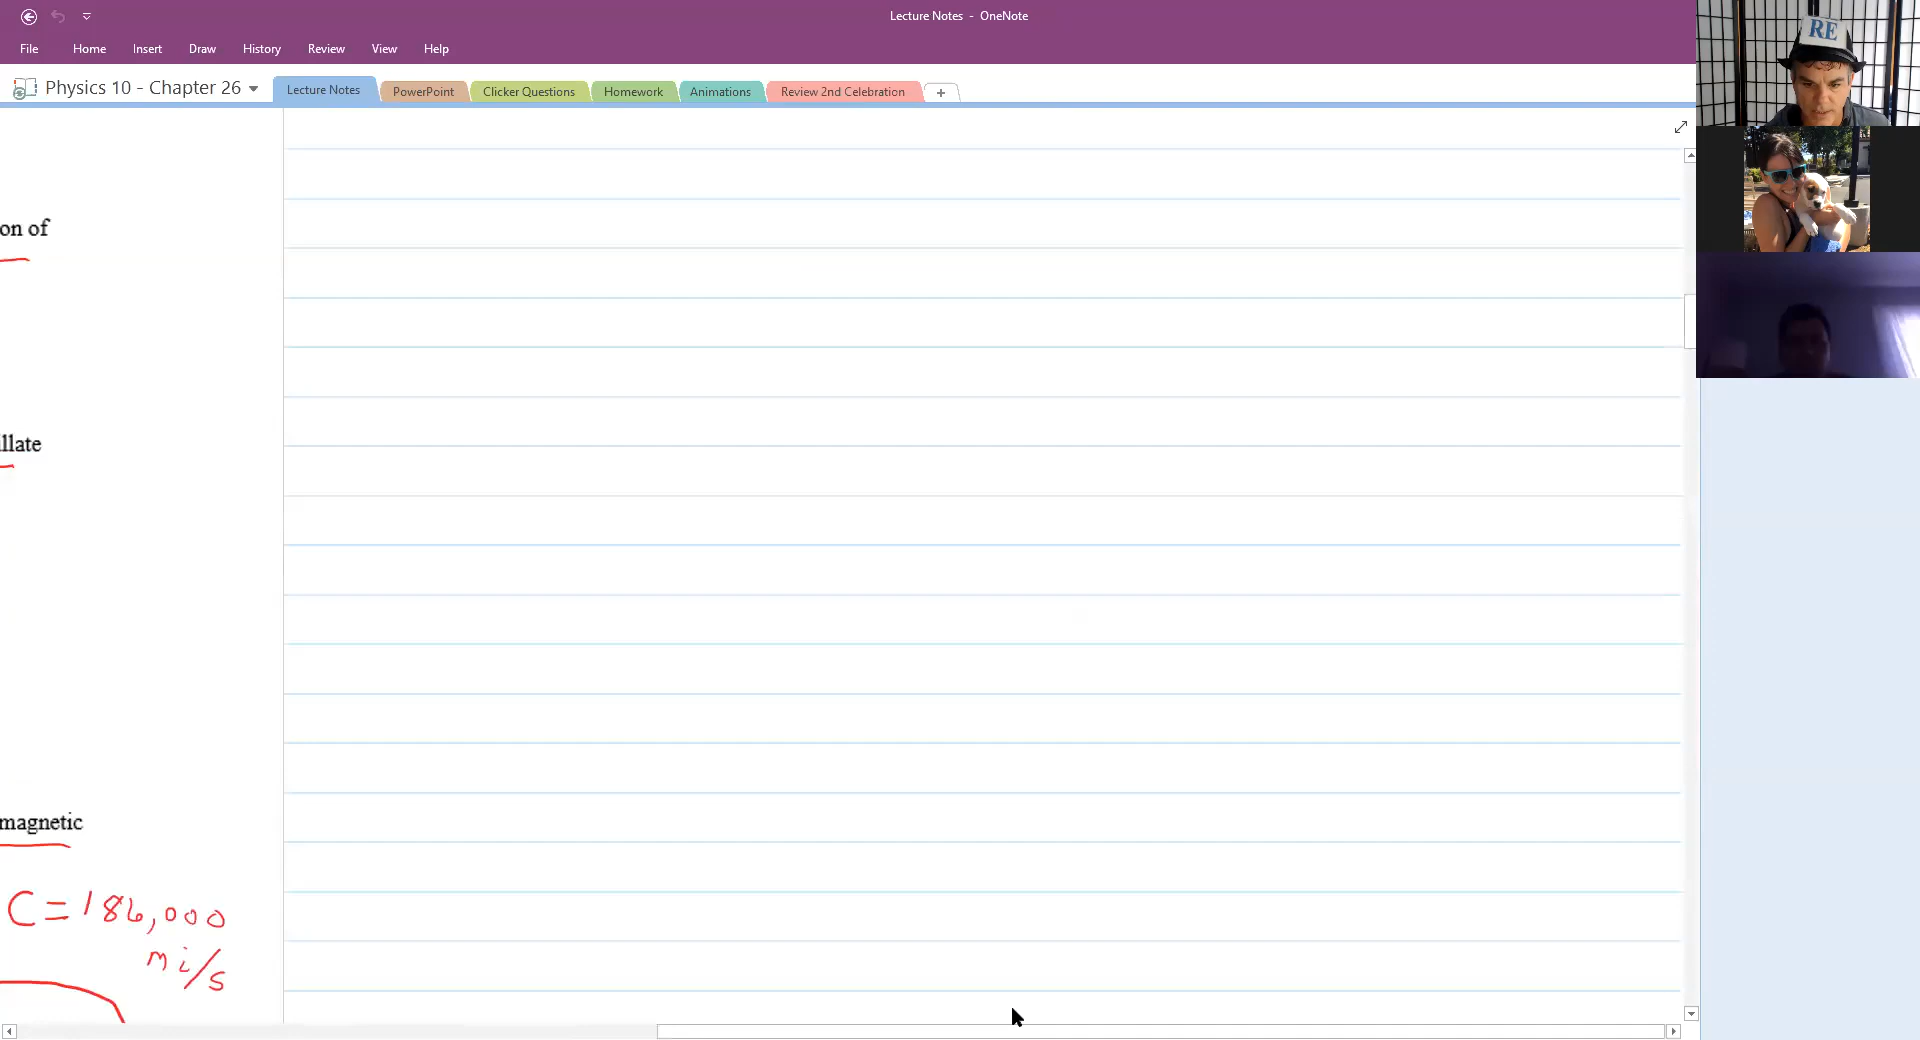 Lecture Notes - OneNote
File Home Insert Draw History Review View Help
Physics 10 - Chapter 26 Lecture Notes PowerPoint Clicker Questions Homework Animations Review 2nd Celebration +
RE
on of
illate
magnetic
C = 186,000
mi/s